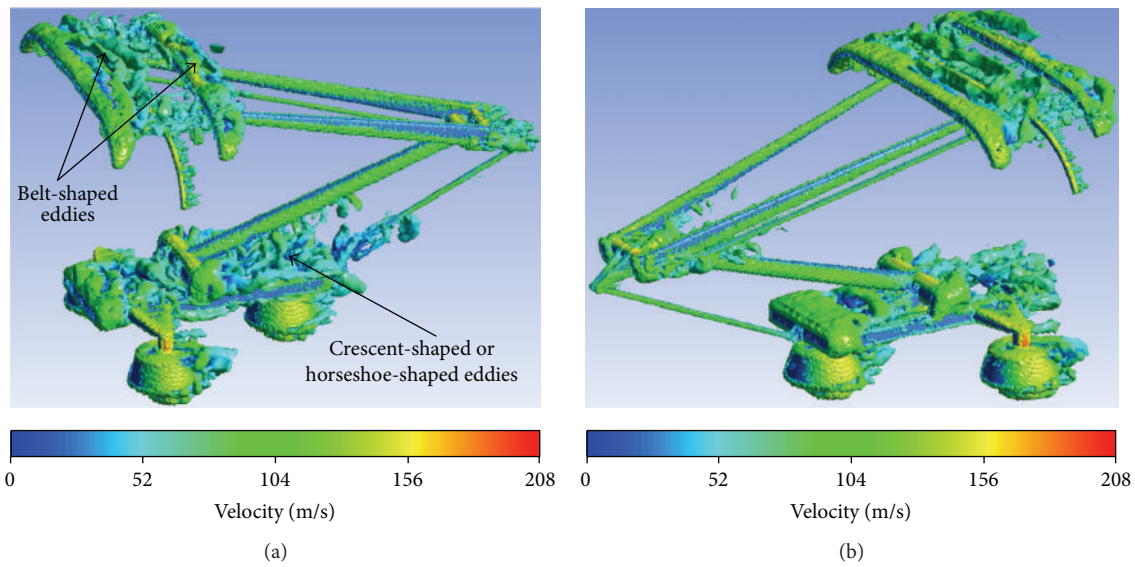 Belt-shaped
eddies
Crescent-shaped or
horseshoe-shaped eddies
0 52 104 156 208
Velocity (m/s)
(a)
0 52 104 156 208
Velocity (m/s)
(b)